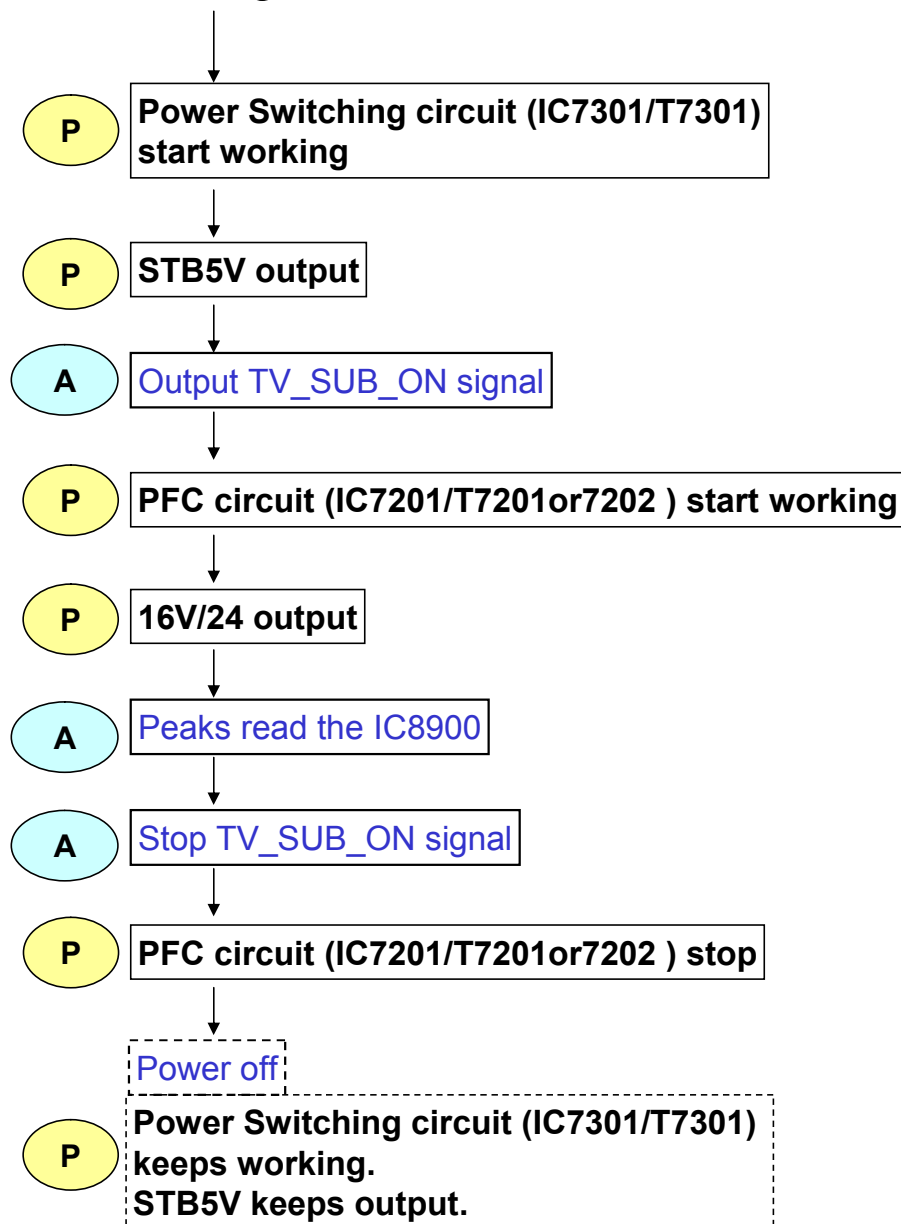 P
Power Switching circuit (IC7301/T7301)
start working
P
STB5V output
A
Output TV_SUB_ON signal
P
PFC circuit (IC7201/T7201or7202 ) start working
P
16V/24 output
A
Peaks read the IC8900
A
Stop TV_SUB_ON signal
P
PFC circuit (IC7201/T7201or7202 ) stop
Power off
P
Power Switching circuit (IC7301/T7301)
keeps working.
STB5V keeps output.